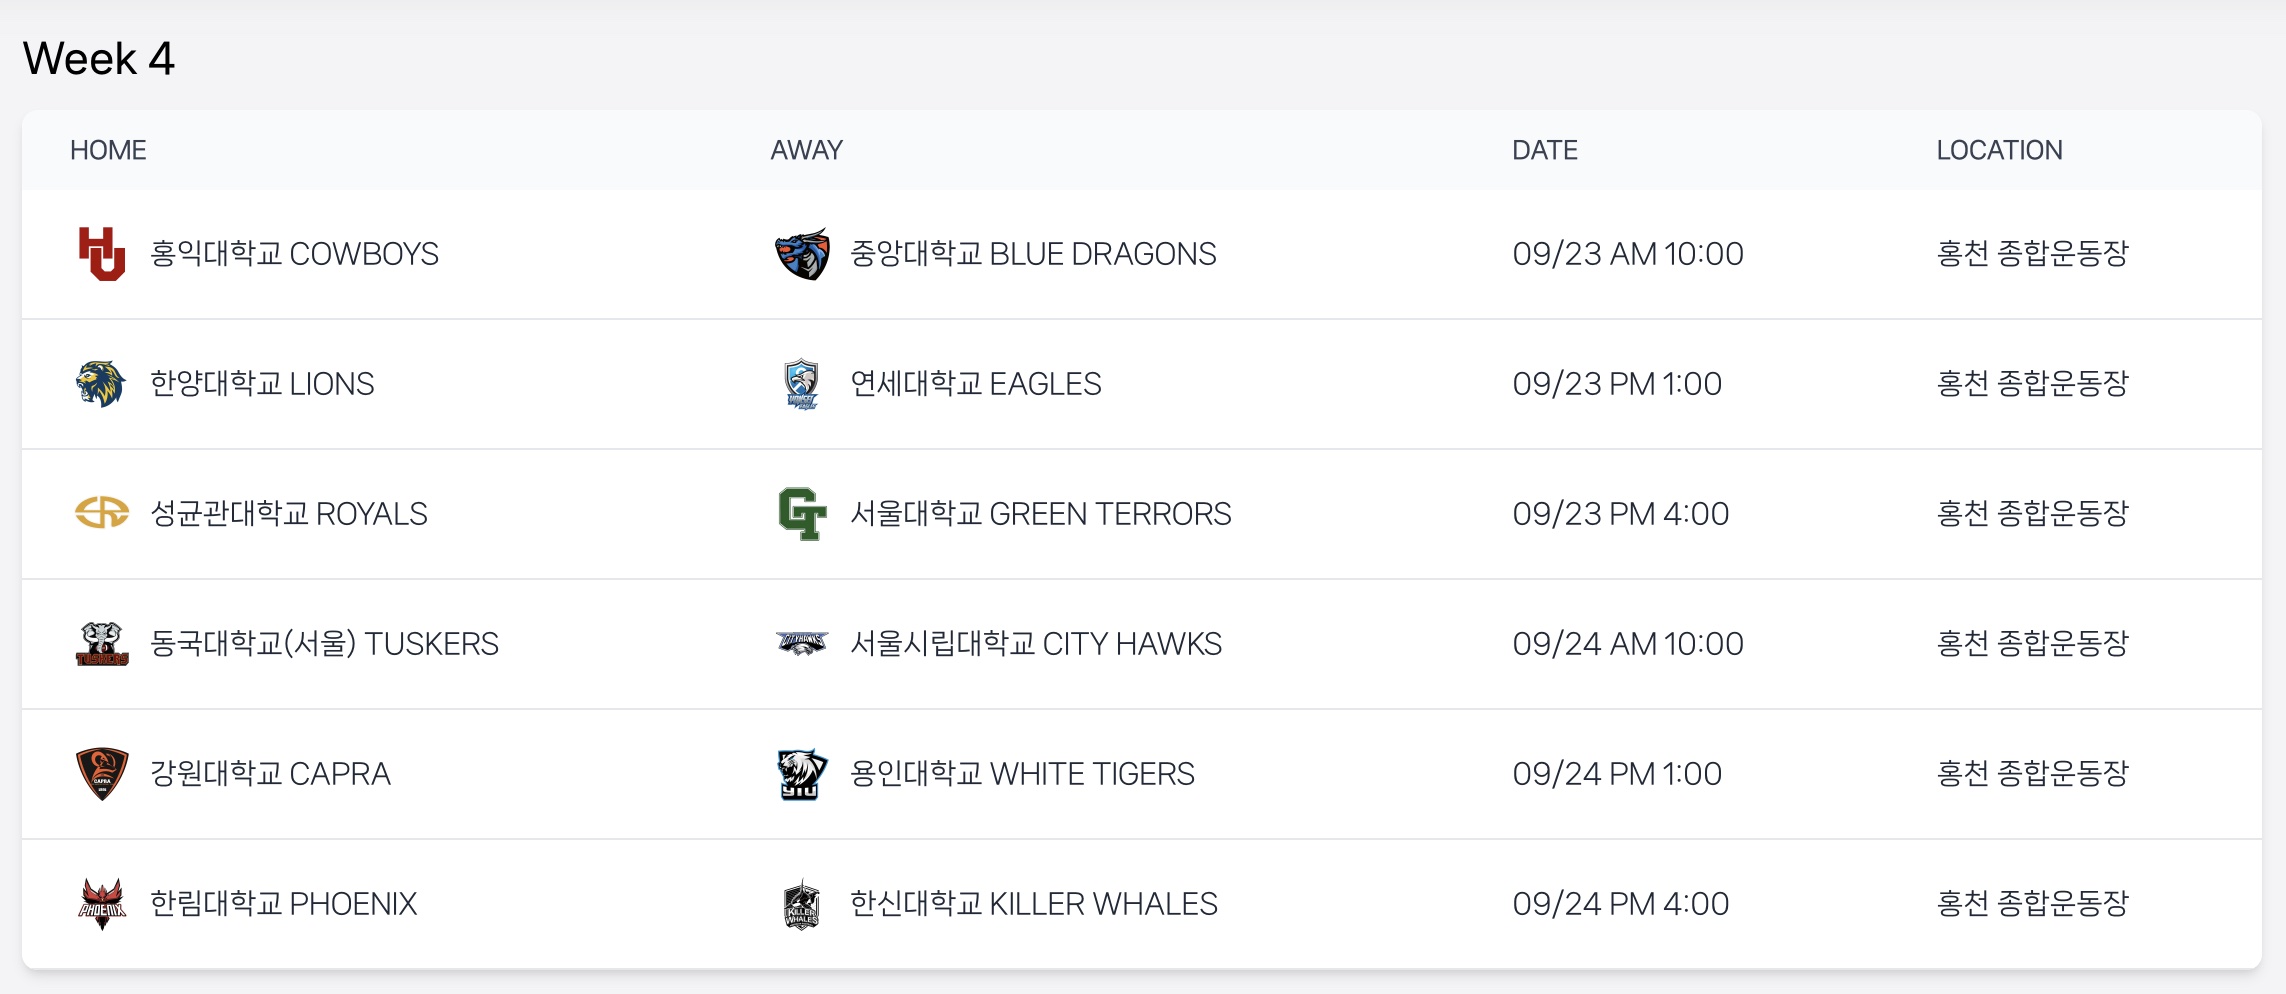 Week 4
HOME AWAY DATE LOCATION
홍익대학교 COWBOYS 중앙대학교 BLUE DRAGONS 09/23 AM 10:00 홍천 종합운동장
한양대학교 LIONS 연세대학교 EAGLES 09/23 PM 1:00 홍천 종합운동장
성균관대학교 ROYALS 서울대학교 GREEN TERRORS 09/23 PM 4:00 홍천 종합운동장
동국대학교(서울) TUSKERS 서울시립대학교 CITY HAWKS 09/24 AM 10:00 홍천 종합운동장
강원대학교 CAPRA 용인대학교 WHITE TIGERS 09/24 PM 1:00 홍천 종합운동장
한림대학교 PHOENIX 한신대학교 KILLER WHALES 09/24 PM 4:00 홍천 종합운동장